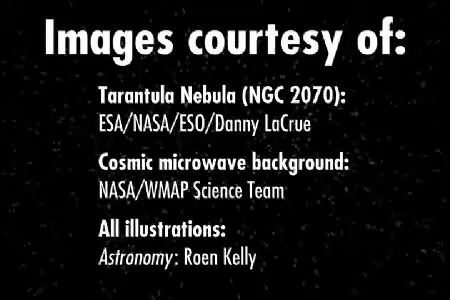 Images courtesy of:
Tarantula Nebula (NGC 2070):
ESA/NASA/ESO/Danny LaCrue
Cosmic microwave background:
NASA/WMAP Science Team
All illustrations:
Astronomy: Roen Kelly